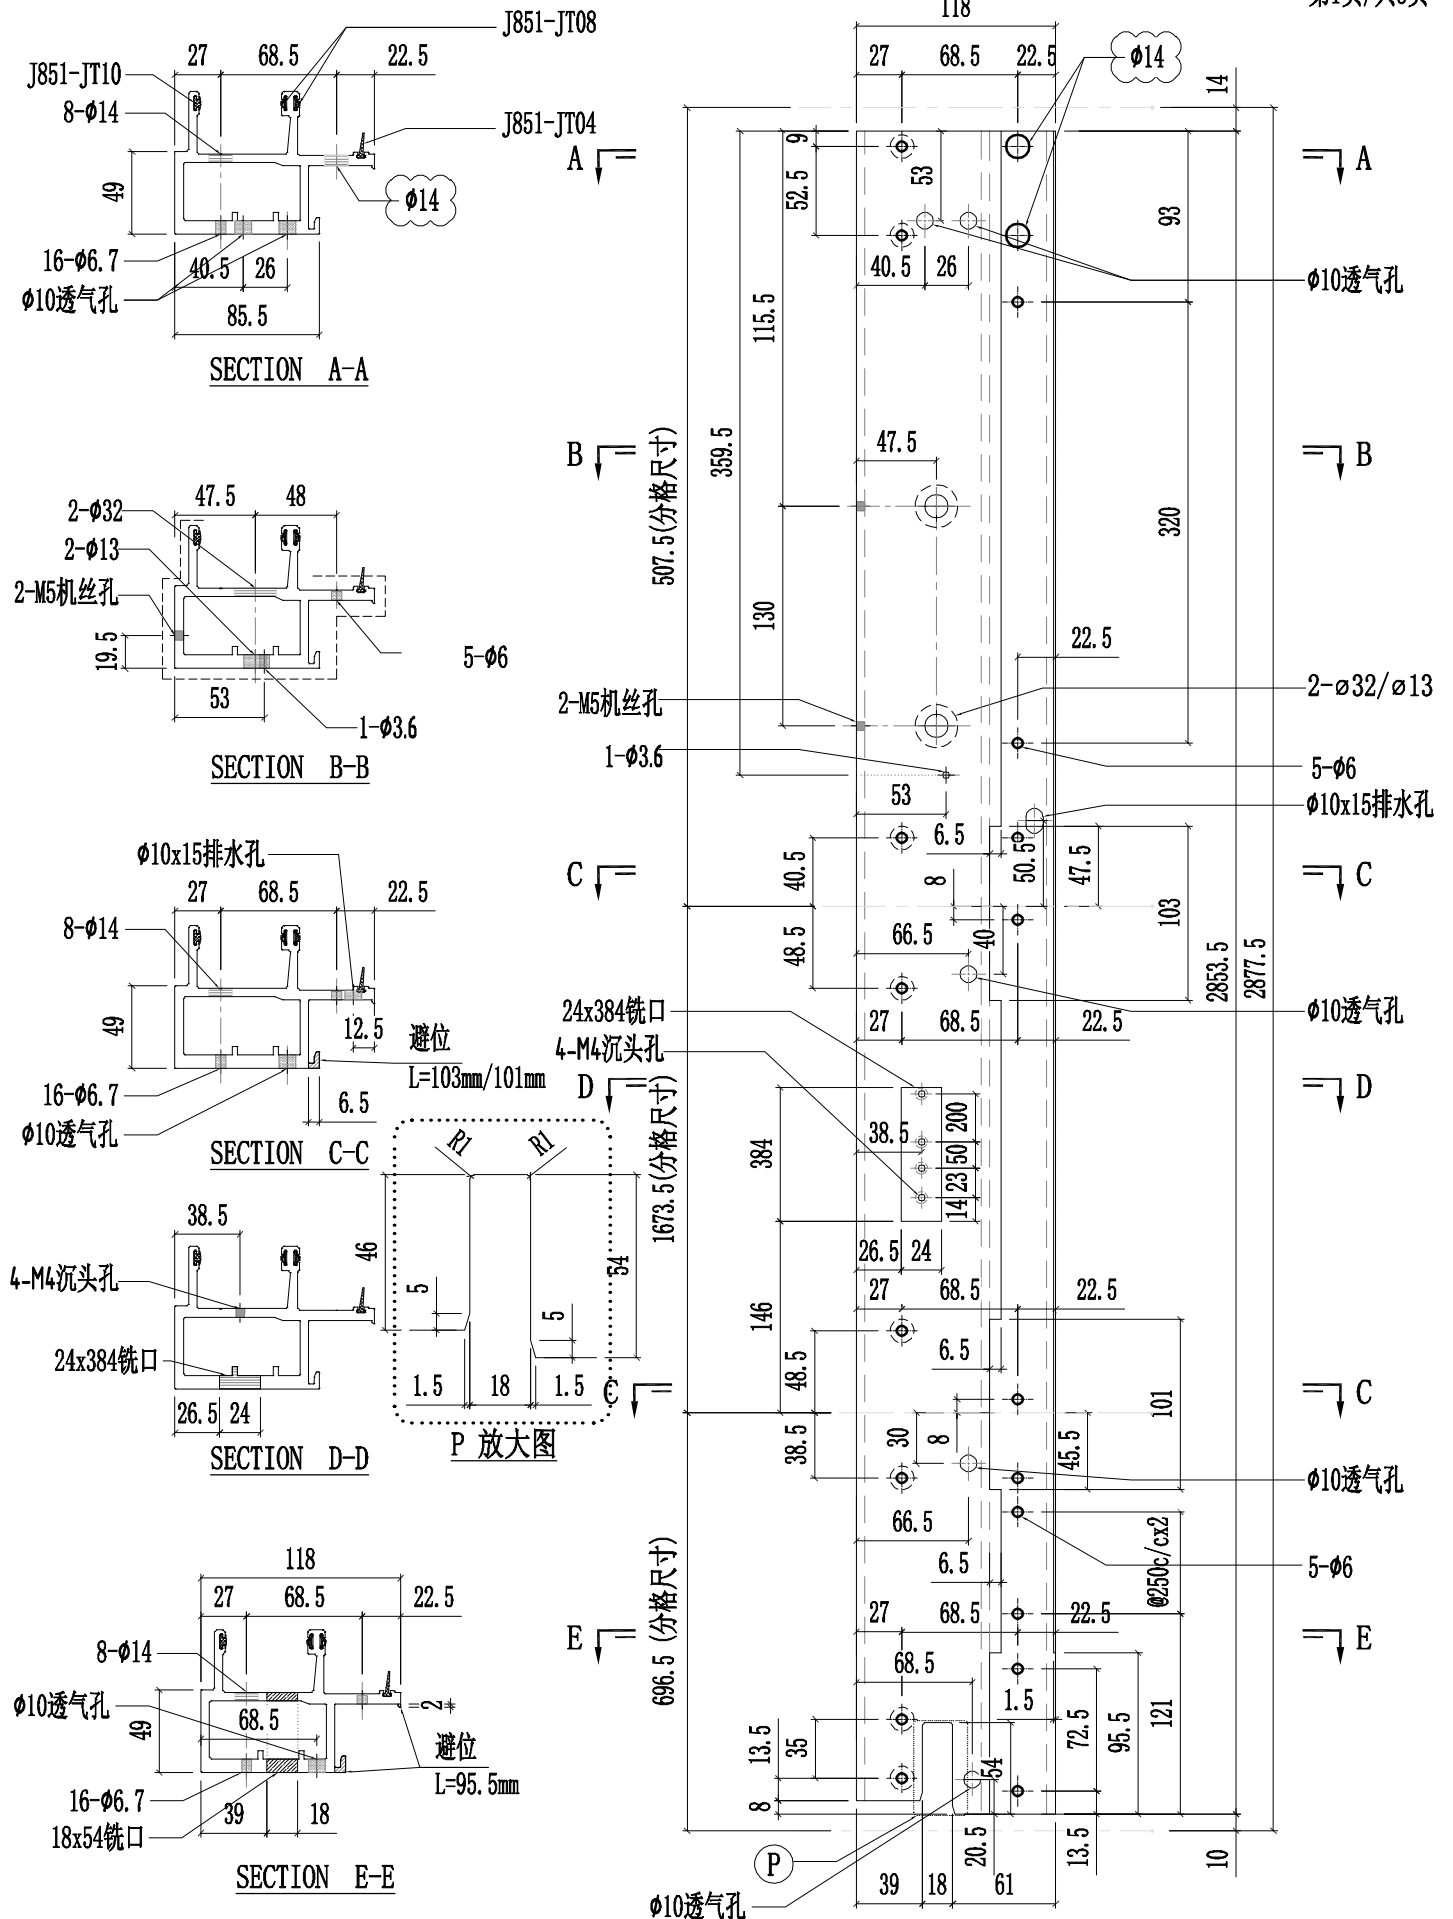 第1页/共3页
J851-JT08
27
68.5
22.5
J851-JT10
8-ϕ14
J851-JT04
49
ϕ14
16-ϕ6.7
40.5
26
ϕ10透气孔
85.5
SECTION A-A
47.5
48
2-ϕ32
2-ϕ13
2-M5机丝孔
19.5
5-ϕ6
53
1-ϕ3.6
SECTION B-B
ϕ10x15排水孔
27
68.5
22.5
8-ϕ14
49
12.5
避位
L=103mm/101mm
16-ϕ6.7
6.5
ϕ10透气孔
SECTION C-C
38.5
4-M4沉头孔
24x384铣口
26.5
24
SECTION D-D
R1
R1
46
54
5
5
1.5
18
1.5
P 放大图
118
27
68.5
22.5
8-ϕ14
ϕ10透气孔
49
68.5
2
避位
L=95.5mm
16-ϕ6.7
39
18
18x54铣口
SECTION E-E
118
27
68.5
22.5
ϕ14
14
A
A
9
52.5
53
93
40.5
26
ϕ10透气孔
115.5
B
B
47.5
359.5
507.5(分格尺寸)
320
130
22.5
2-M5机丝孔
2-⌀32/⌀13
1-ϕ3.6
5-ϕ6
53
ϕ10x15排水孔
6.5
40.5
50.5
47.5
C
C
8
103
66.5
40
48.5
2853.5
2877.5
24x384铣口
ϕ10透气孔
27
68.5
22.5
4-M4沉头孔
D
D
200
38.5
50
384
23
14
1673.5(分格尺寸)
26.5
24
27
68.5
22.5
146
6.5
48.5
C
C
101
30
8
38.5
45.5
ϕ10透气孔
66.5
6.5
@250c/cx2
5-ϕ6
27
68.5
22.5
E
E
696.5 (分格尺寸)
68.5
1.5
72.5
95.5
121
13.5
35
54
8
20.5
13.5
10
P
39
18
61
ϕ10透气孔